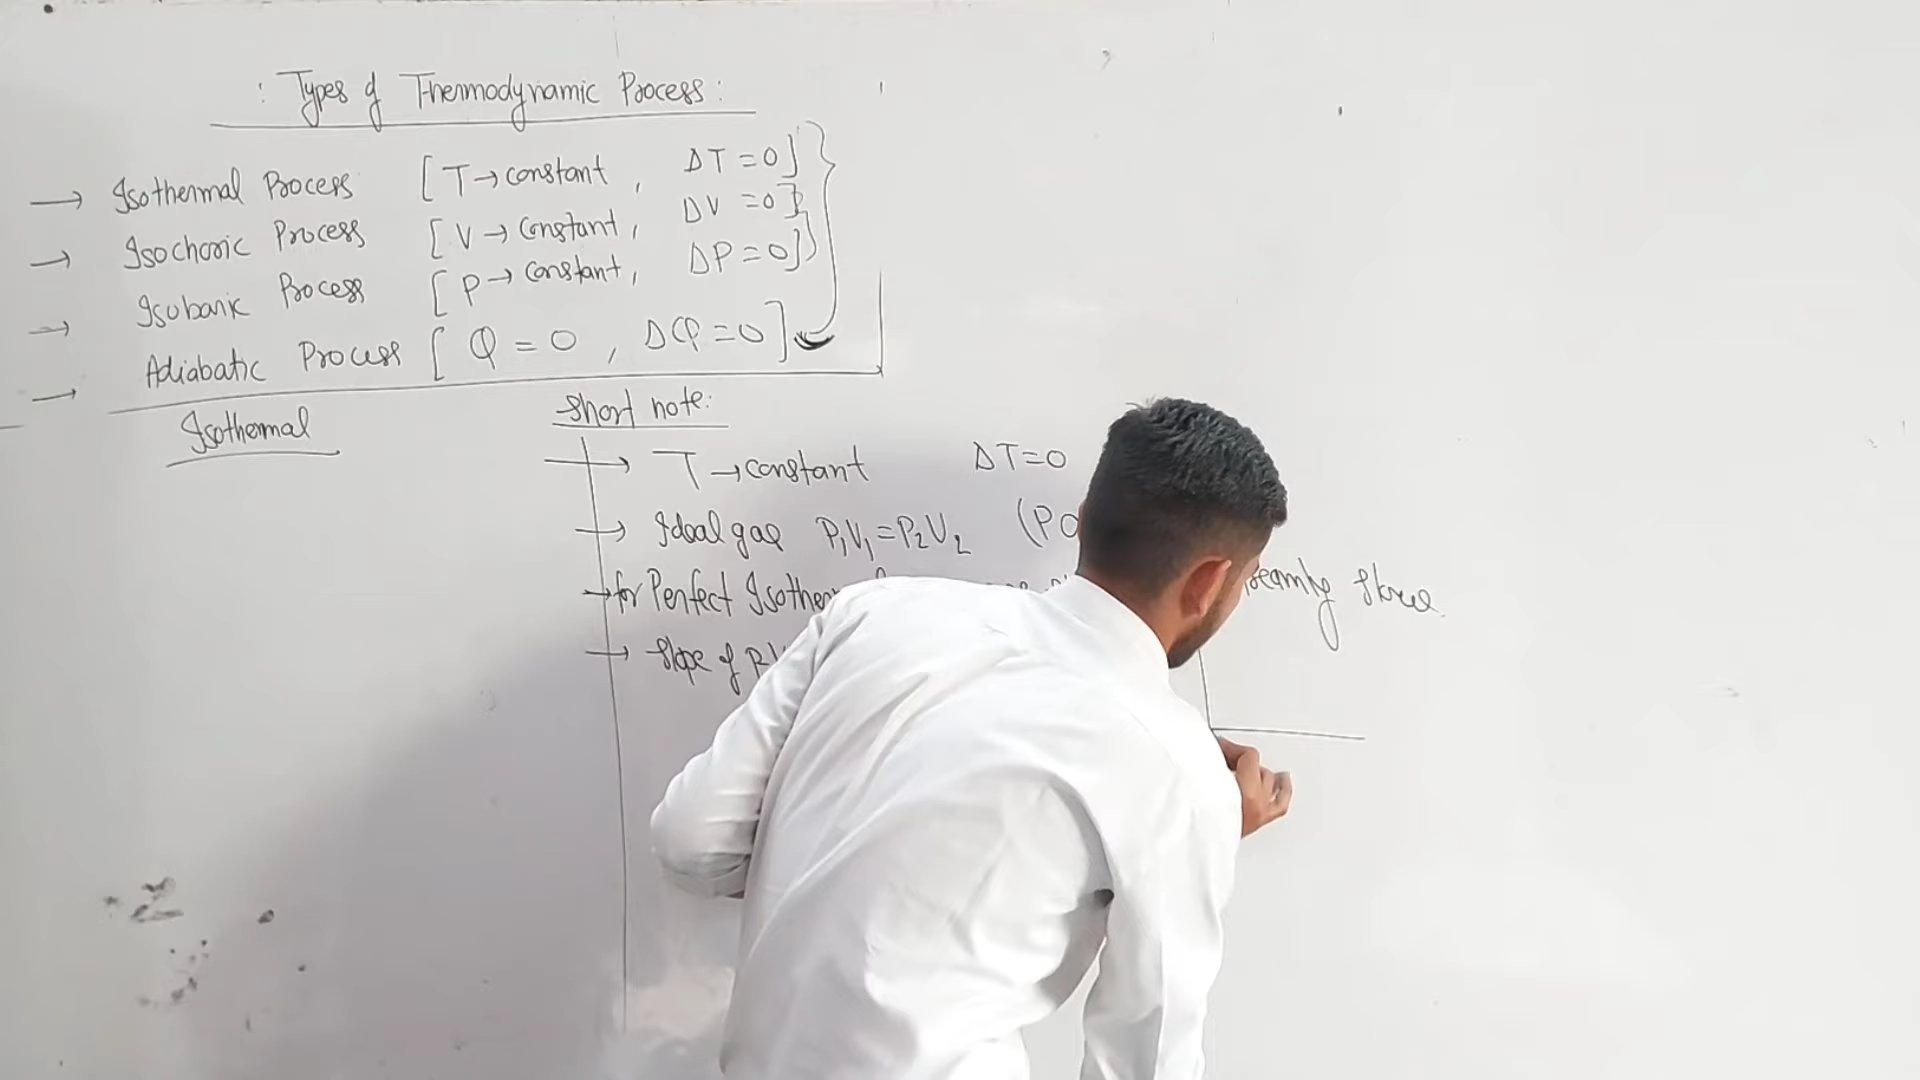 : Types of Thermodynamic Process :
→ Isothermal Process [T → constant, ΔT = 0]
→ Isochoric Process [V → Constant, ΔV = 0]
→ Isobaric Process [P → Constant, ΔP = 0]
→ Adiabatic Process [Q = 0, ΔQ = 0]
Isothermal
Short note:
→ T → constant ΔT = 0
→ Ideal gas P₁V₁ = P₂V₂ (P
→ for Perfect
→ Slope of